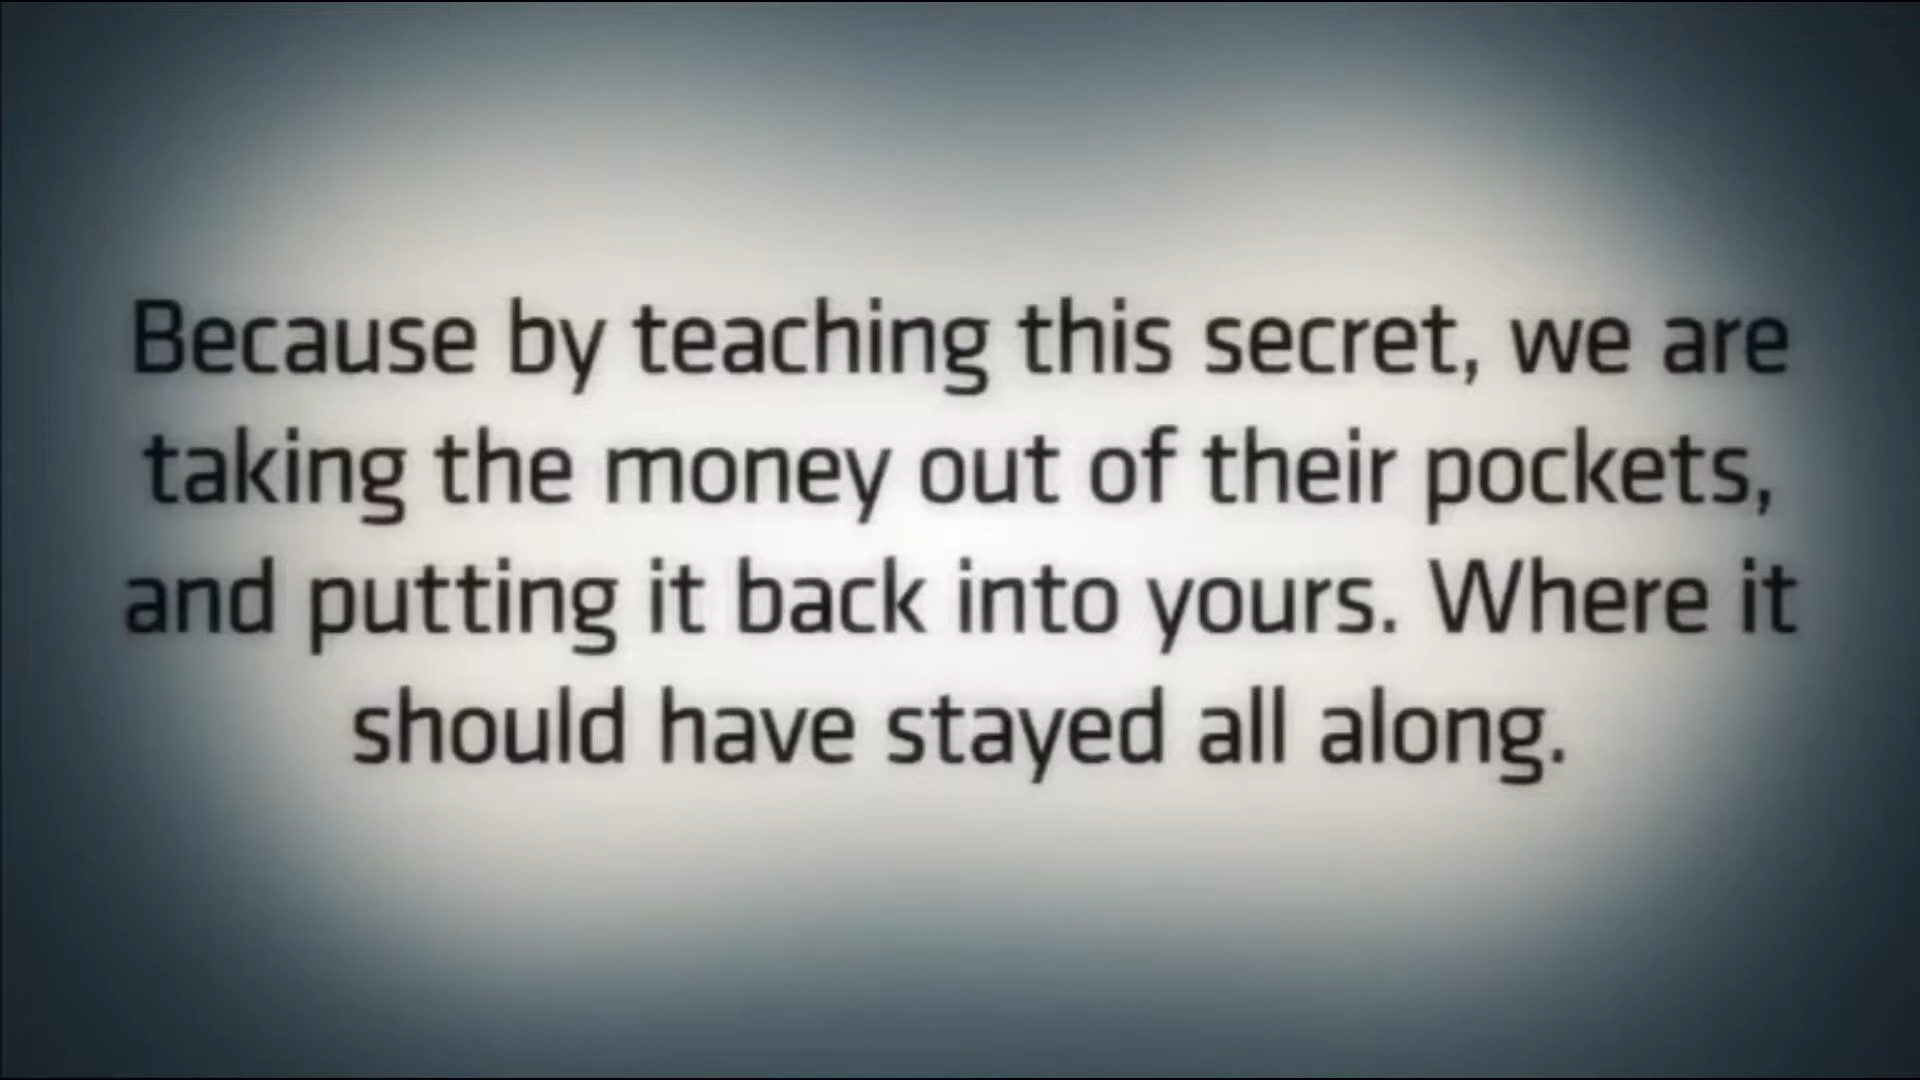 Because by teaching this secret, we are
taking the money out of their pockets,
and putting it back into yours. Where it
should have stayed all along.